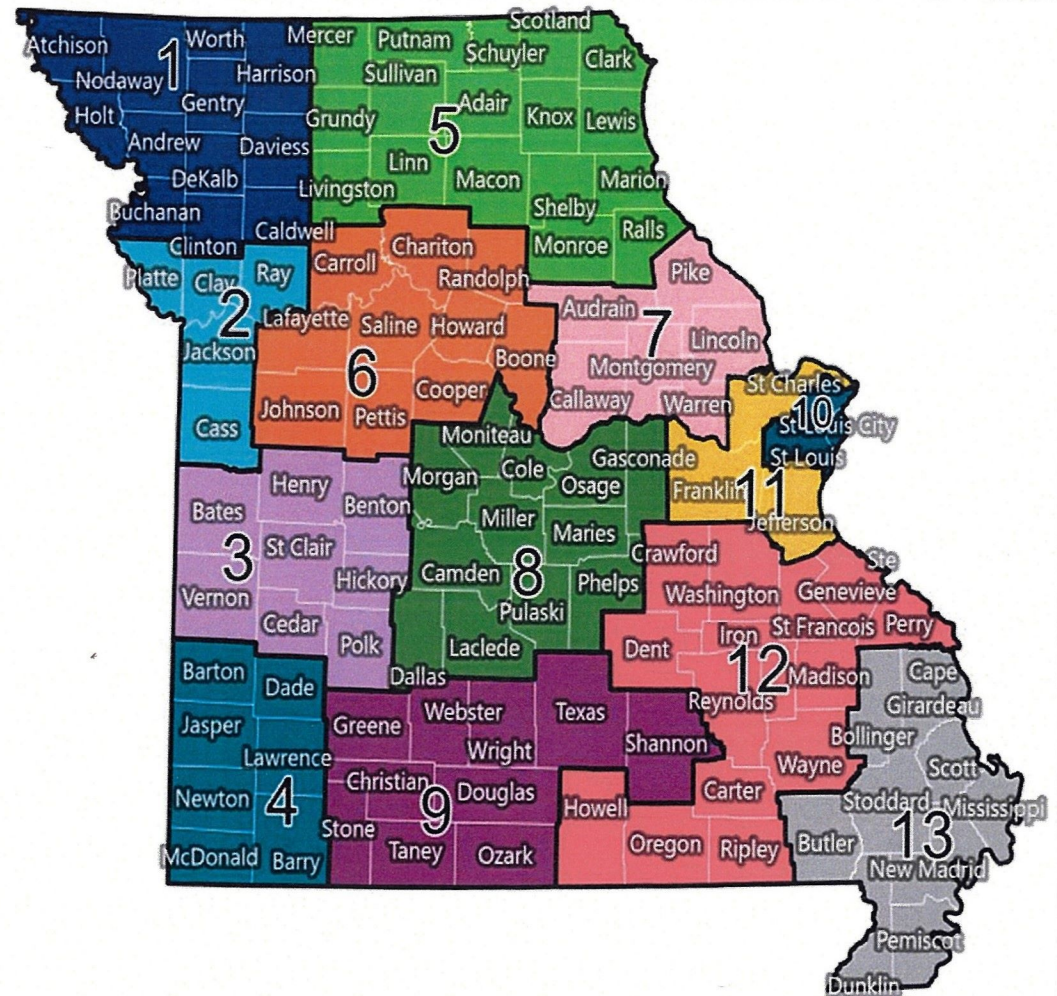 Scotland
Atchison
Worth
Mercer
Putnam
Schuyler
Clark
1
Nodaway
Harrison
Sullivan
Holt
Gentry
Grundy
Adair
Knox
Lewis
5
Andrew
Daviess
Linn
DeKalb
Livingston
Macon
Marion
Buchanan
Shelby
Caldwell
Ralls
Clinton
Chariton
Monroe
Platte
Clay
Ray
Carroll
Randolph
Pike
2
Lafayette
Saline
Howard
Audrain
7
Lincoln
Jackson
6
Boone
Montgomery
Cooper
Callaway
Warren
St Charles
Johnson
Pettis
10
Cass
Moniteau
St Louis City
St Louis
Morgan
Cole
Gasconade
Henry
Osage
Franklin
11
Bates
Benton
Miller
Jefferson
St Clair
Maries
3
Hickory
Camden
8
Phelps
Crawford
Ste
Genevieve
Vernon
Pulaski
Washington
Cedar
Polk
Laclede
Dent
Iron
St Francois
Perry
12
Barton
Dade
Dallas
Madison
Cape
Girardeau
Jasper
Greene
Webster
Texas
Reynolds
Lawrence
Wright
Shannon
Bollinger
Newton
4
Christian
9
Douglas
Howell
Carter
Wayne
Scott
Stone
Stoddard
Mississippi
McDonald
Barry
Taney
Ozark
Oregon
Ripley
Butler
13
New Madrid
Pemiscot
Dunklin